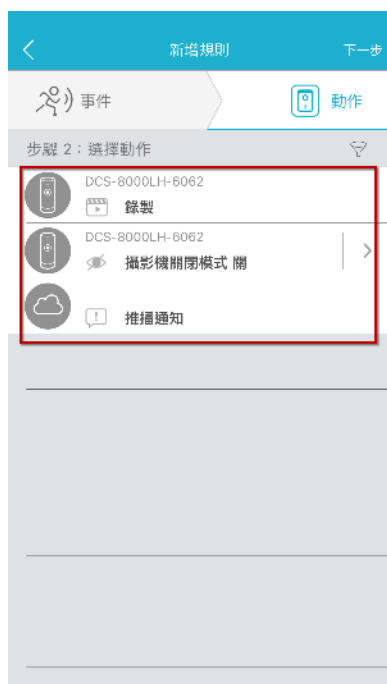 新增規則
下一步
事件
動作
步驟 2：選擇動作
DCS-8000LH-6062
錄製
DCS-8000LH-6062
攝影機關閉模式 關
推播通知